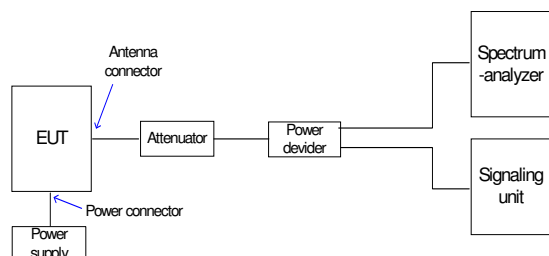 Antenna
connector
Spectrum
-analyzer
EUT
Attenuator
Power
devider
Signaling
unit
Power connector
Power
supply